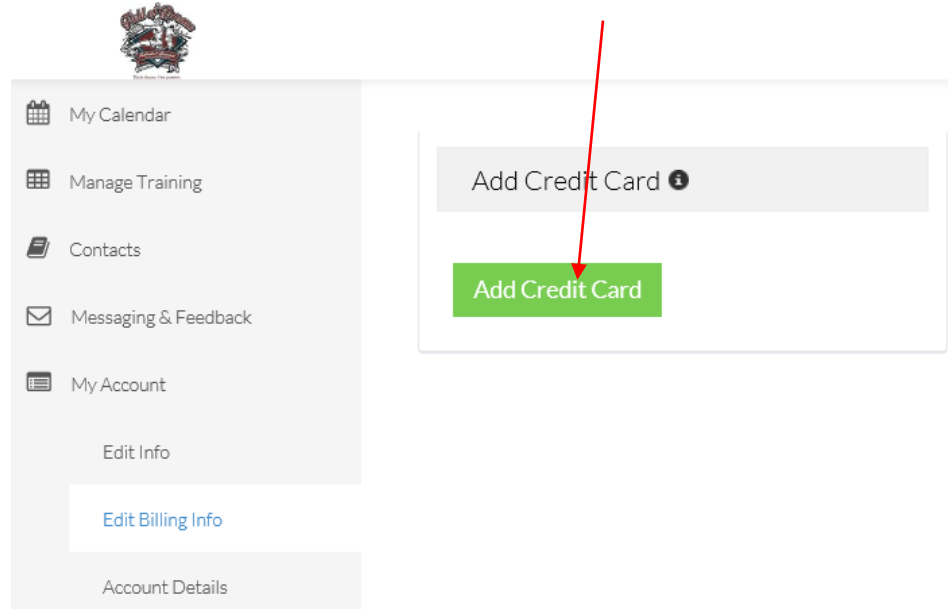 My Calendar
Manage Training
Contacts
Messaging & Feedback
My Account
Edit Info
Edit Billing Info
Account Details
Add Credit Card
Add Credit Card